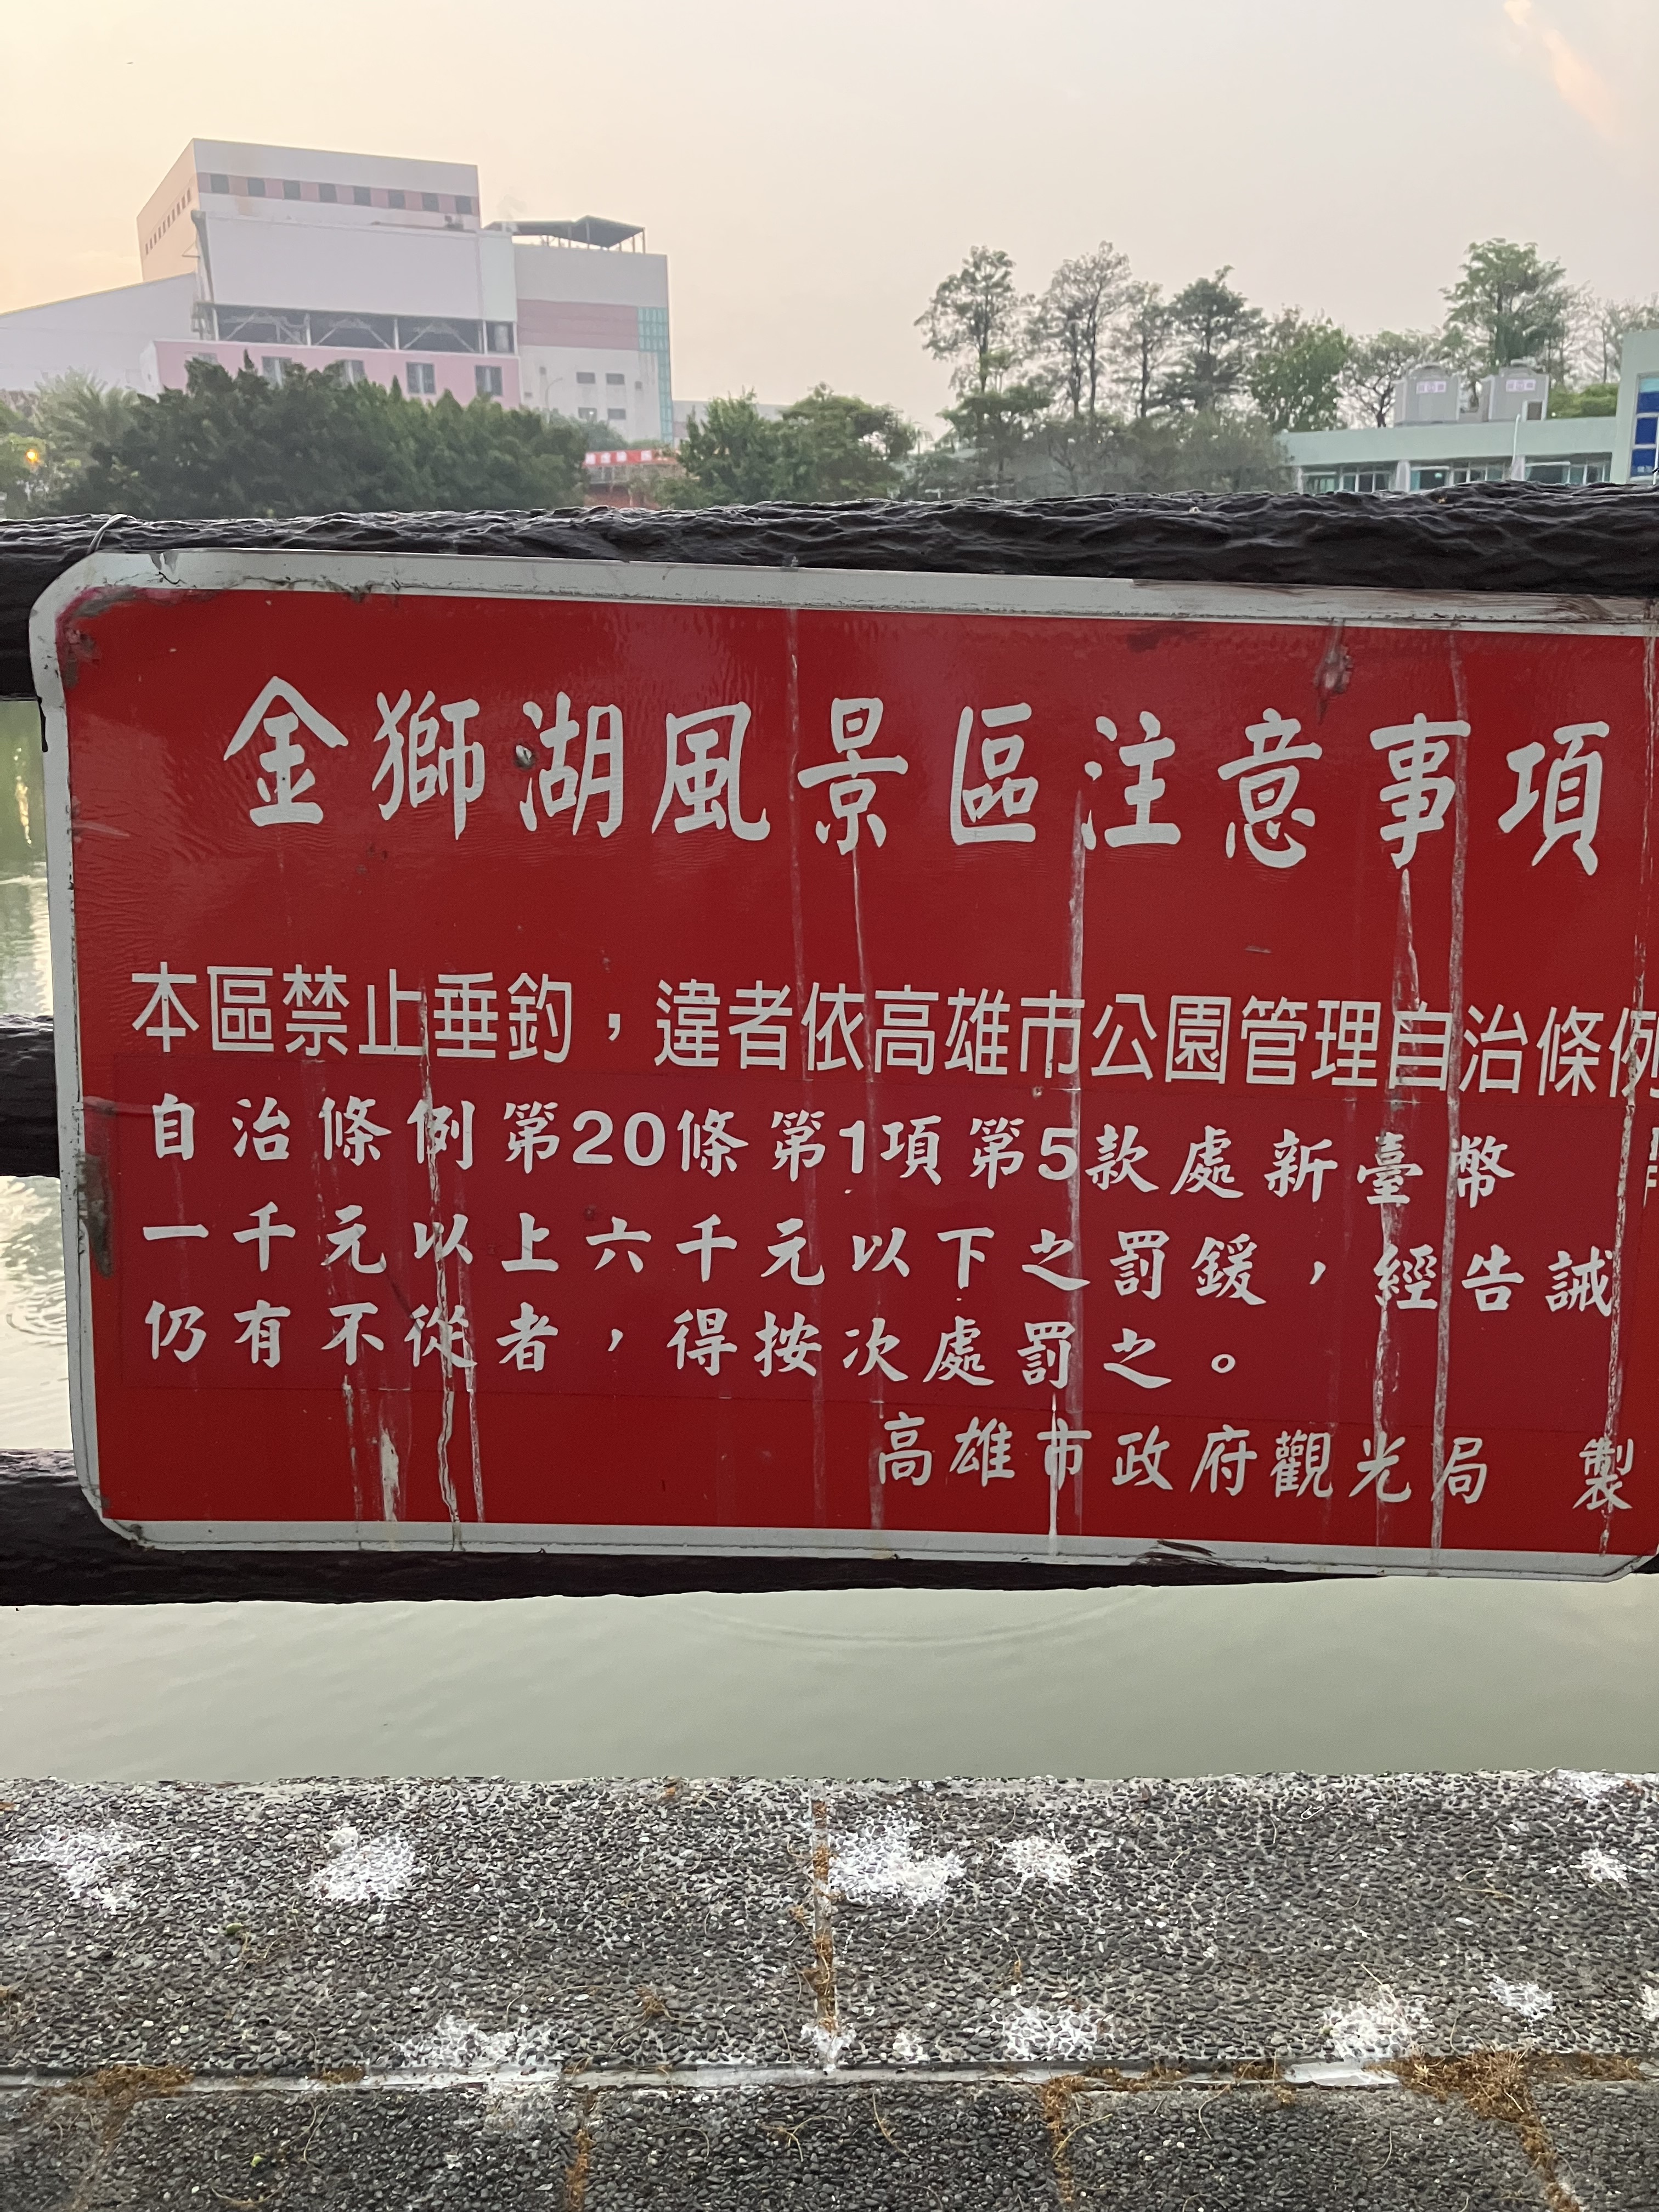 金獅湖風景區注意事項
本區禁止垂釣，違者依高雄市公園管理自治條例
自治條例第20條第1項第5款處新臺幣
一千元以上六千元以下之罰鍰，經告誡
仍有不從者，得按次處罰之。
高雄市政府觀光局 製